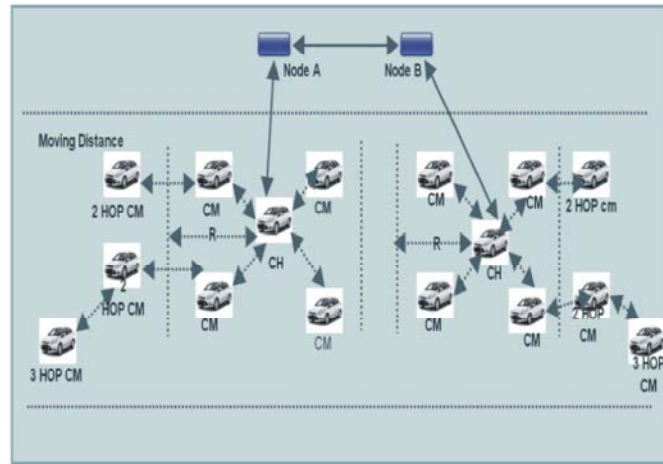 Node A
Node B
Moving Distance
2 HOP CM
CM
CM
CM
CM
2 HOP cm
R
CH
R
CH
2
HOP CM
CM
CM
CM
CM
2 HOP
CM
3 HOP CM
3 HOP
CM